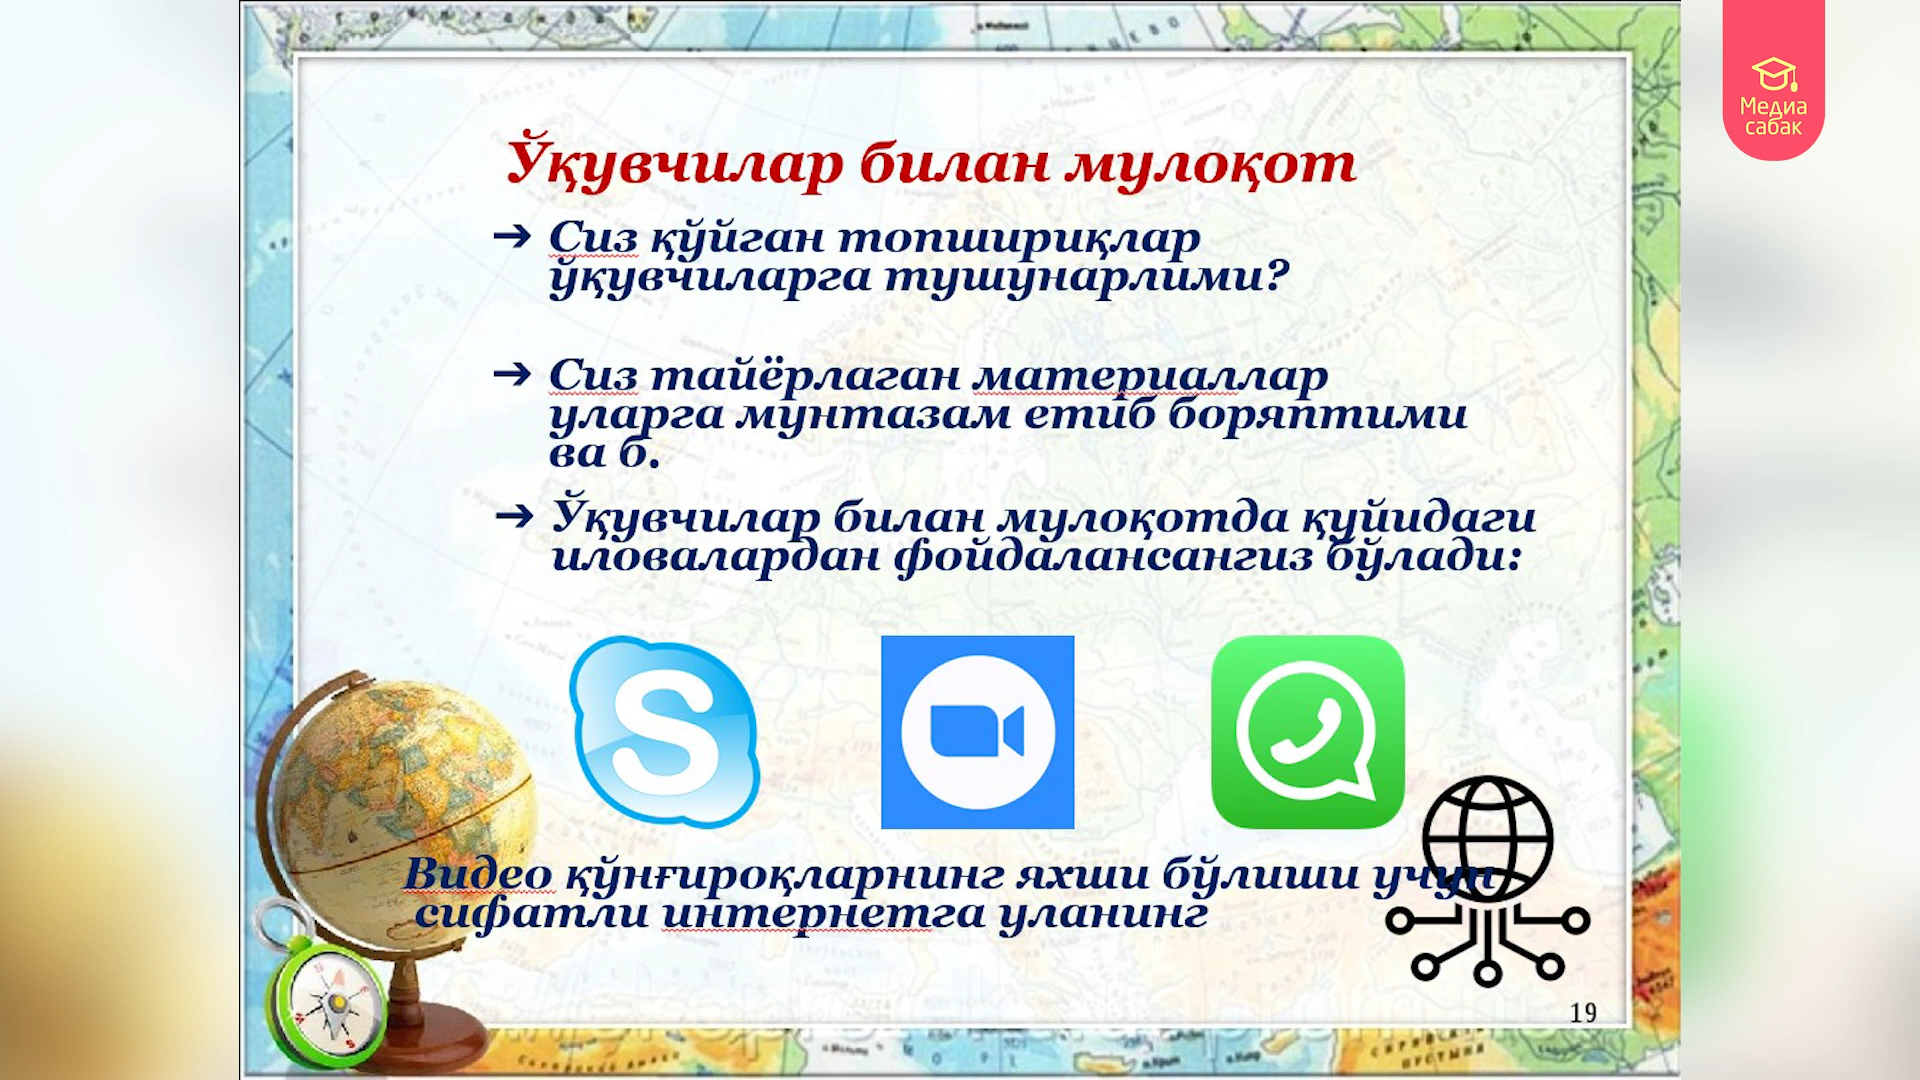 Медиа
сабак
Ўқувчилар билан мулоқот
➔ Сиз қўйган топшириқлар
ўқувчиларга тушунарлими?
➔ Сиз тайёрлаган материаллар
уларга мунтазам етиб боряптими
ва б.
➔ Ўқувчилар билан мулоқотда қуйидаги
иловалардан фойдалансангиз бўлади:
S
Видео қўнғироқларнинг яхши бўлиши учун
сифатли интернетга уланинг
19